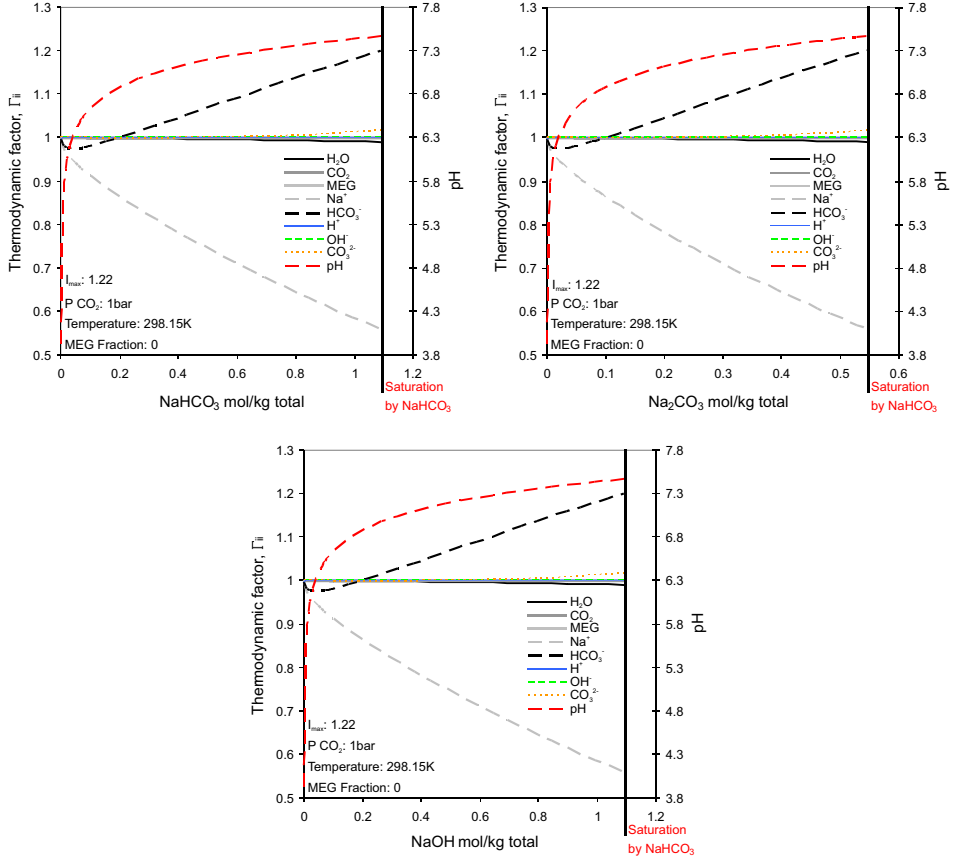 1.3
1.2
1.1
1
0.9
0.8
0.7
0.6
0.5
Thermodynamic factor, Γii
7.8
7.3
6.8
6.3
5.8
5.3
4.8
4.3
3.8
pH
H₂O
CO₂
MEG
Na⁺
HCO₃⁻
H⁺
OH⁻
CO₃²⁻
pH
Imax: 1.22
P CO₂: 1bar
Temperature: 298.15K
MEG Fraction: 0
0 0.2 0.4 0.6 0.8 1 1.2
NaHCO₃ mol/kg total
Saturation
by NaHCO₃
1.3
1.2
1.1
1
0.9
0.8
0.7
0.6
0.5
Thermodynamic factor, Γii
7.8
7.3
6.8
6.3
5.8
5.3
4.8
4.3
3.8
pH
H₂O
CO₂
MEG
Na⁺
HCO₃⁻
H⁺
OH⁻
CO₃²⁻
pH
Imax: 1.22
P CO₂: 1bar
Temperature: 298.15K
MEG Fraction: 0
0 0.1 0.2 0.3 0.4 0.5 0.6
Na₂CO₃ mol/kg total
Saturation
by NaHCO₃
1.3
1.2
1.1
1
0.9
0.8
0.7
0.6
0.5
Thermodynamic factor, Γii
7.8
7.3
6.8
6.3
5.8
5.3
4.8
4.3
3.8
pH
H₂O
CO₂
MEG
Na⁺
HCO₃⁻
H⁺
OH⁻
CO₃²⁻
pH
Imax: 1.22
P CO₂: 1bar
Temperature: 298.15K
MEG Fraction: 0
0 0.2 0.4 0.6 0.8 1 1.2
NaOH mol/kg total
Saturation
by NaHCO₃